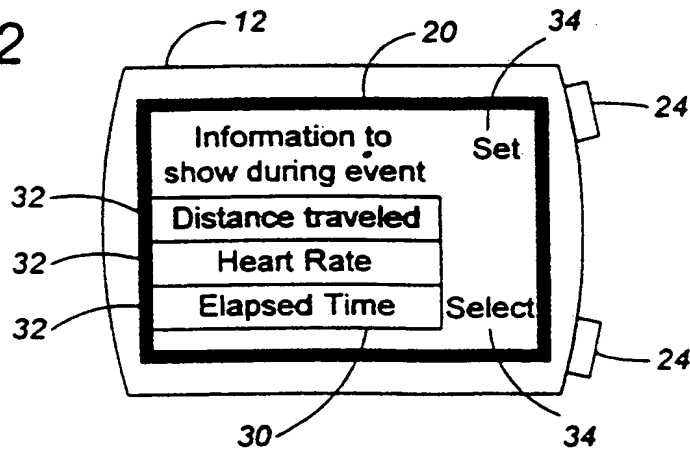 2
12
20
34
24
Information to
show during event
Set
32
Distance traveled
32
Heart Rate
32
Elapsed Time
Select
24
30
34